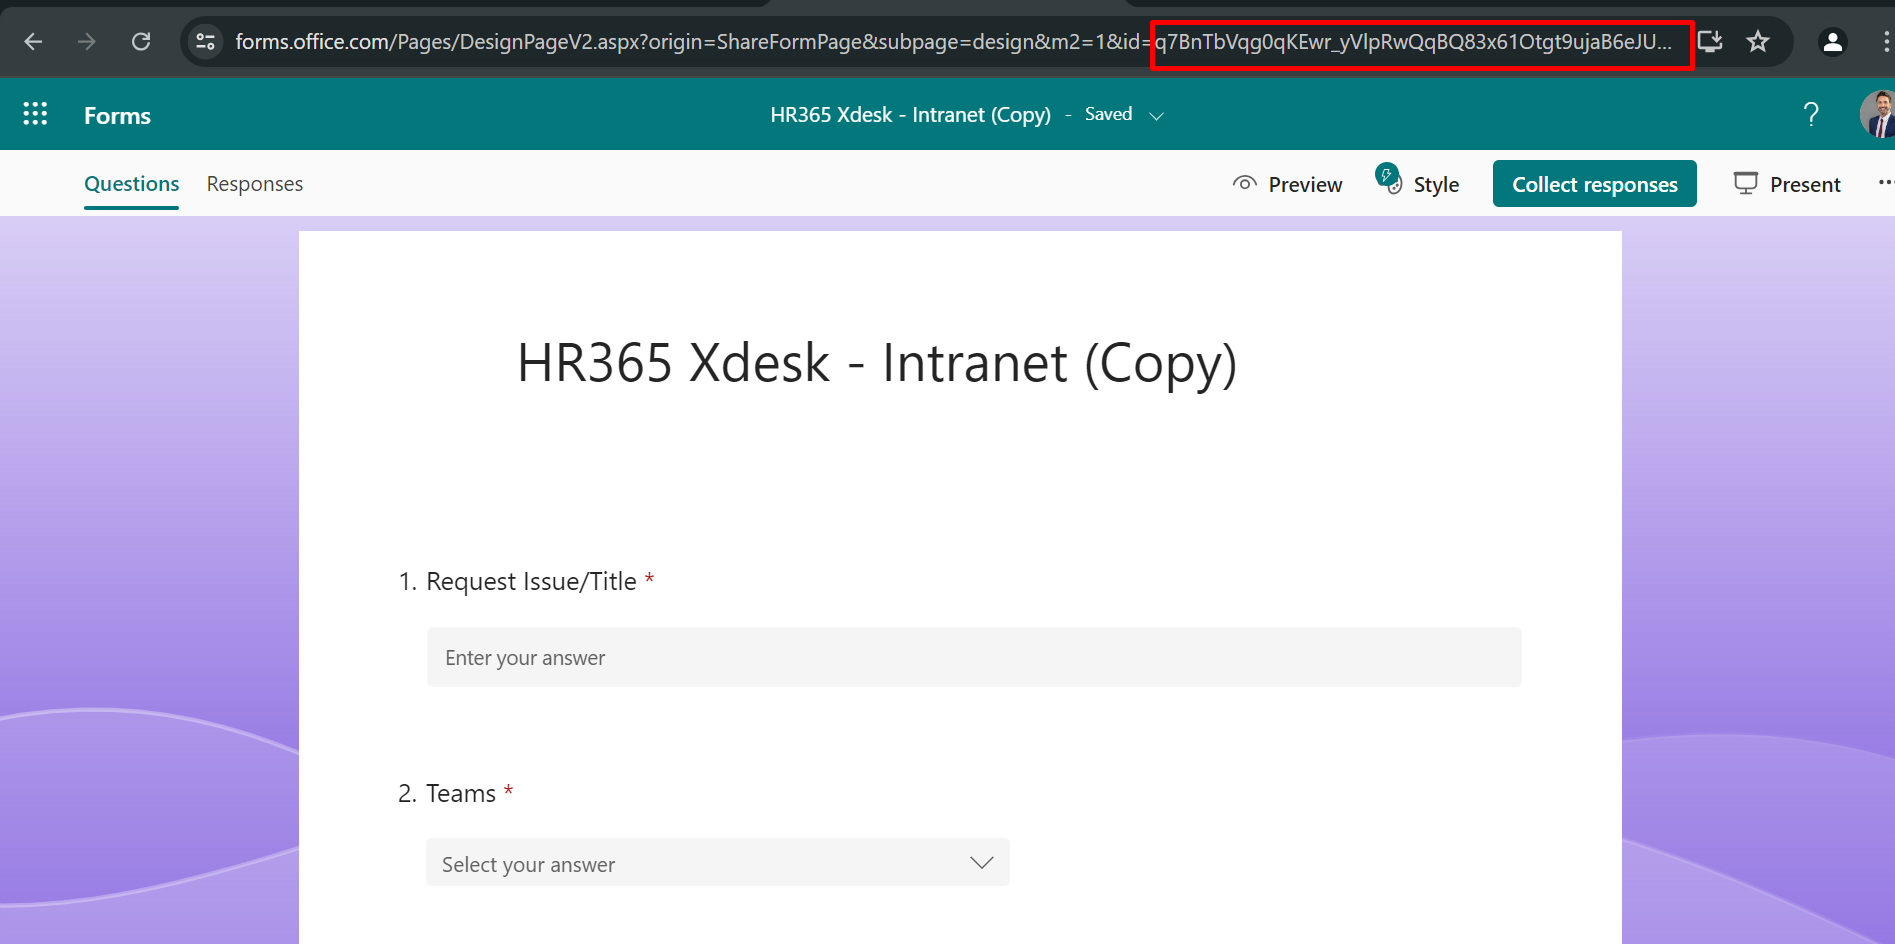 forms.office.com/Pages/DesignPageV2.aspx?origin=ShareFormPage&subpage=design&m2=1&id=q7BnTbVqg0qKEwr_yVlpRwQqBQ83x61Otgt9ujaB6eJU...
Forms
HR365 Xdesk - Intranet (Copy) - Saved
?
Questions Responses Preview Style Collect responses Present
HR365 Xdesk - Intranet (Copy)
1. Request Issue/Title *
Enter your answer
2. Teams *
Select your answer